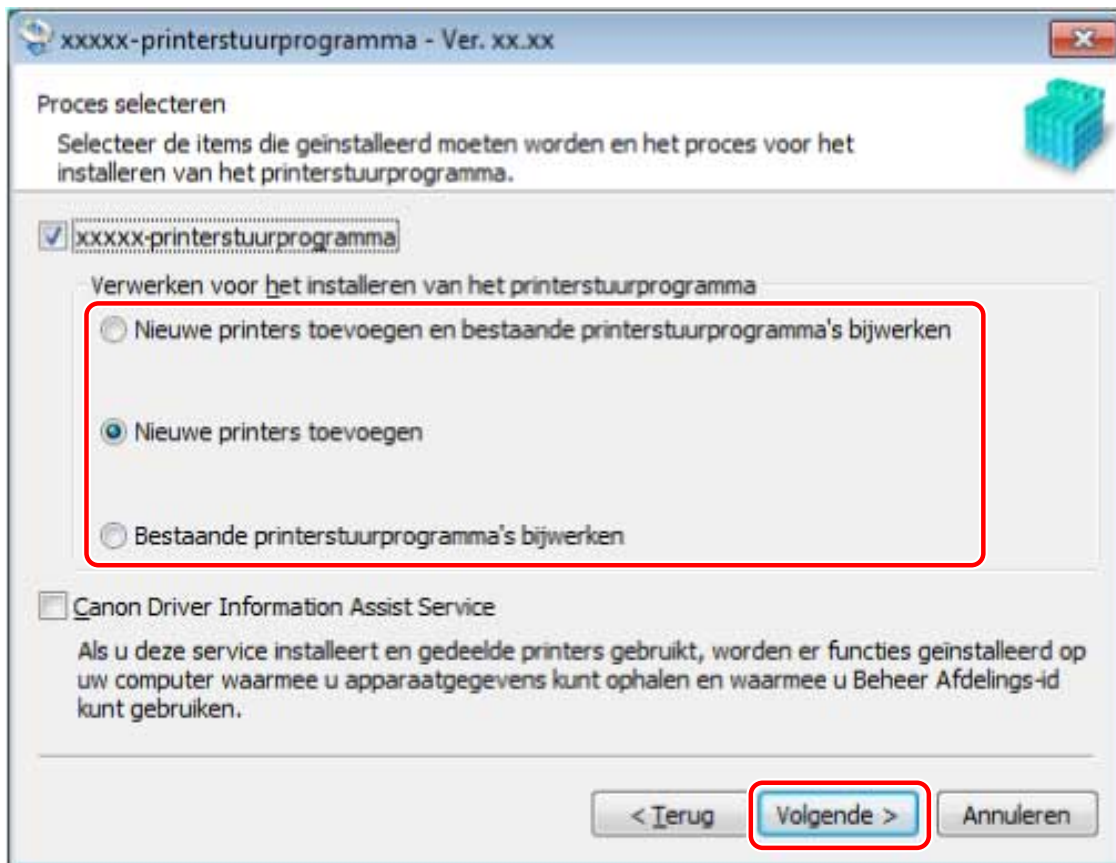 xxxxx-printerstuurprogramma - Ver. xx.xx
Proces selecteren
Selecteer de items die geïnstalleerd moeten worden en het proces voor het
installeren van het printerstuurprogramma.
xxxxx-printerstuurprogramma
Verwerken voor het installeren van het printerstuurprogramma
Nieuwe printers toevoegen en bestaande printerstuurprogramma's bijwerken
Nieuwe printers toevoegen
Bestaande printerstuurprogramma's bijwerken
Canon Driver Information Assist Service
Als u deze service installeert en gedeelde printers gebruikt, worden er functies geïnstalleerd op
uw computer waarmee u apparaatgegevens kunt ophalen en waarmee u Beheer Afdelings-id
kunt gebruiken.
< Terug Volgende > Annuleren